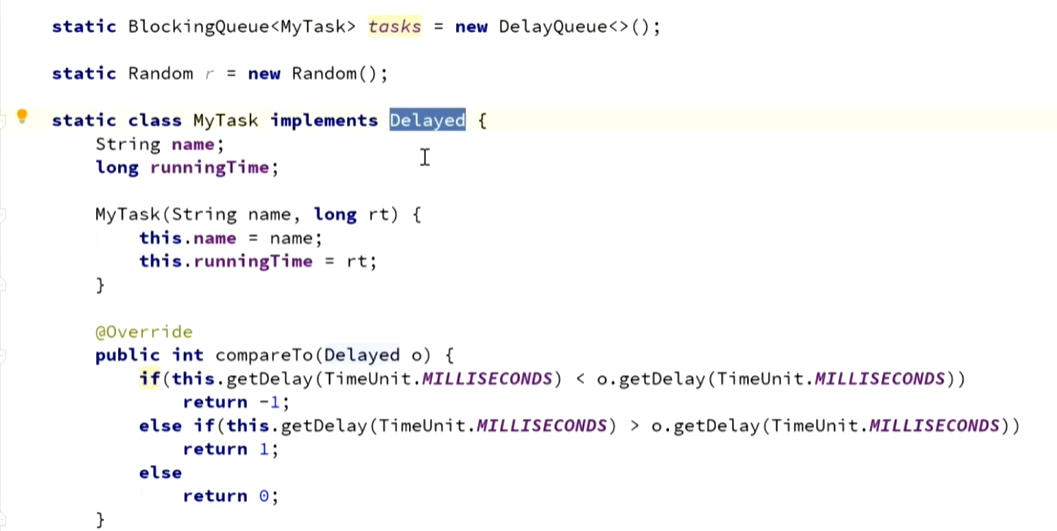 static BlockingQueue<MyTask> tasks = new DelayQueue<>();
static Random r = new Random();
static class MyTask implements Delayed {
String name;
long runningTime;
MyTask(String name, long rt) {
this.name = name;
this.runningTime = rt;
}
@Override
public int compareTo(Delayed o) {
if(this.getDelay(TimeUnit.MILLISECONDS) < o.getDelay(TimeUnit.MILLISECONDS))
return -1;
else if(this.getDelay(TimeUnit.MILLISECONDS) > o.getDelay(TimeUnit.MILLISECONDS))
return 1;
else
return 0;
}